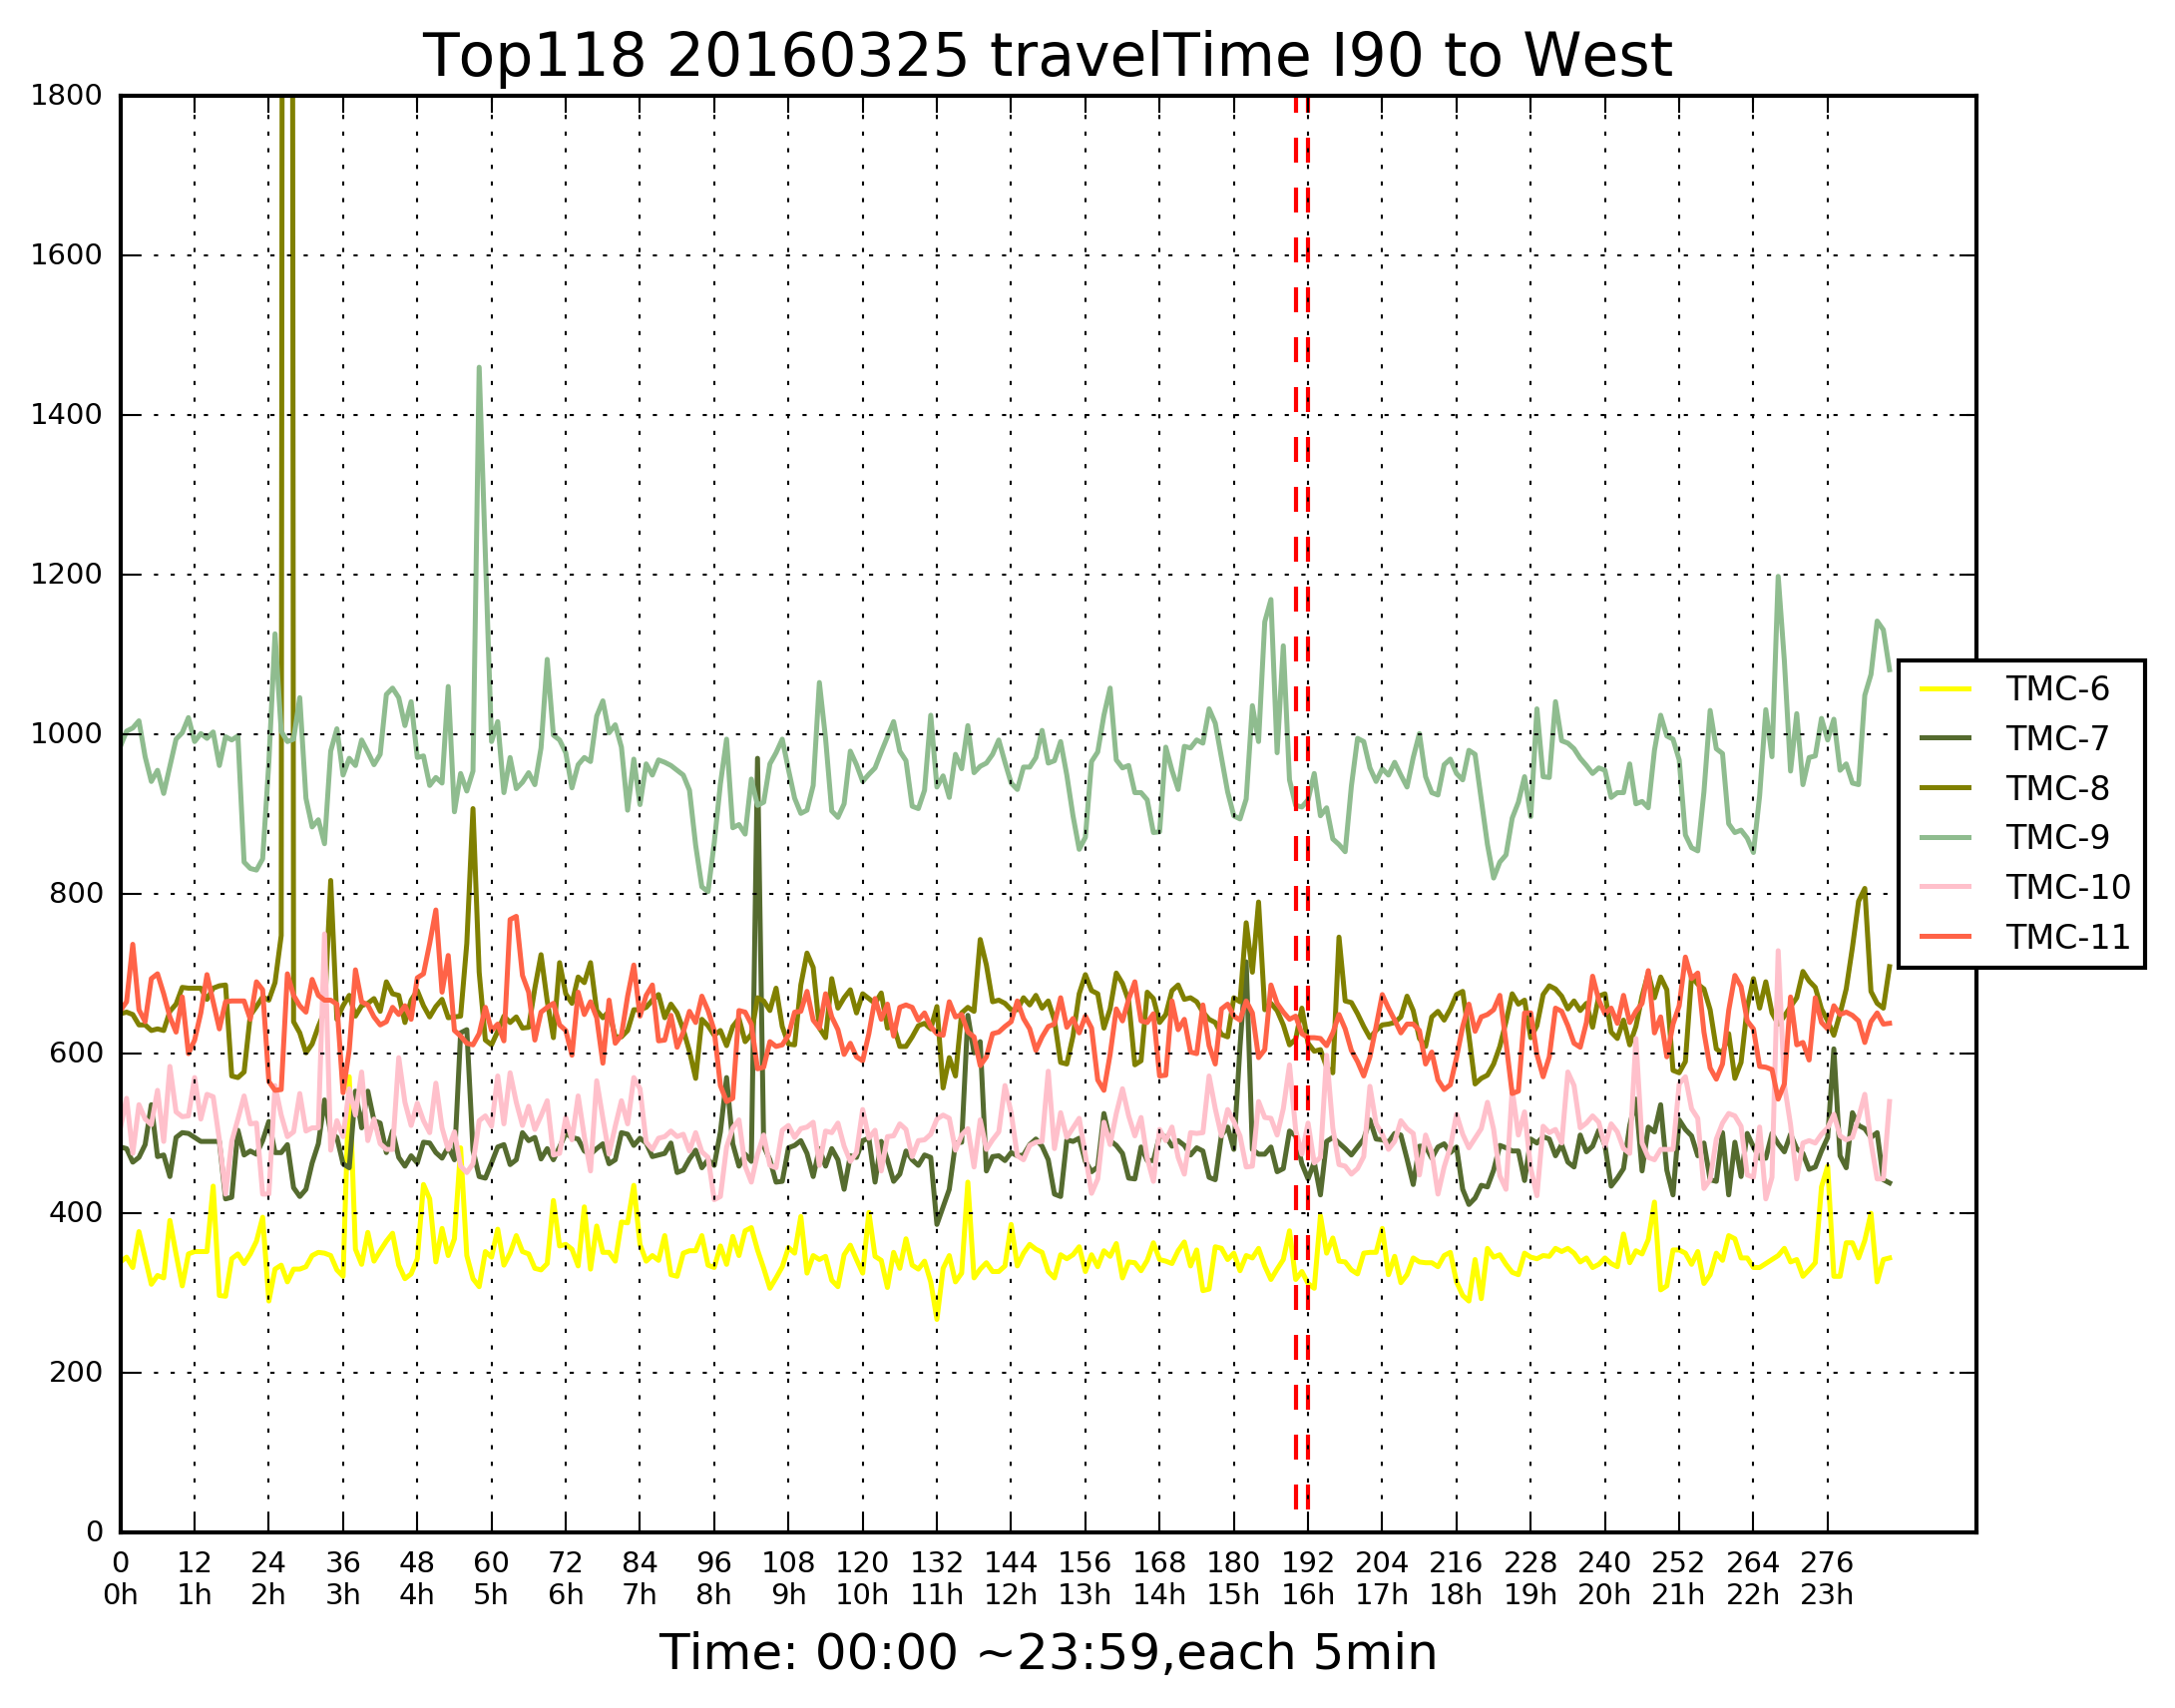 Top118 20160325 travelTime I90 to West
1800
1600
1400
1200
1000
800
600
400
200
0
TMC-6
TMC-7
TMC-8
TMC-9
TMC-10
TMC-11
0 12 24 36 48 60 72 84 96 108 120 132 144 156 168 180 192 204 216 228 240 252 264 276
0h 1h 2h 3h 4h 5h 6h 7h 8h 9h 10h 11h 12h 13h 14h 15h 16h 17h 18h 19h 20h 21h 22h 23h
Time: 00:00 ~23:59,each 5min